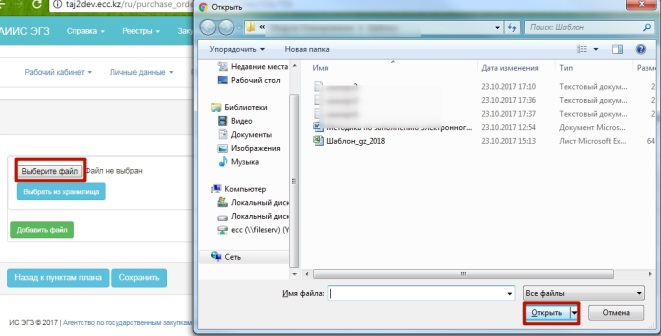 taj2dev.ecc.kz/ru/purchase_orde
АИИС ЭГЗ
Справка
Реестры
Заку
Рабочий кабинет
Личные данные
Выберите файл
Файл не выбран
Выбрать из хранилища
Добавить файл
Назад к пунктам плана
Сохранить
ИС ЭГЗ © 2017 | Агентство по государственным закупкам
Открыть
Поиск: Шаблон
Упорядочить
Новая папка
Недавние места
Рабочий стол
Библиотеки
Видео
Документы
Изображения
Музыка
Компьютер
Локальный диск
Локальный диск
ecc (\\fileserv) (Y
Сеть
Имя
Дата изменения
Тип
Разм
23.10.2017 17:10
Текстовый докум...
23.10.2017 17:36
Текстовый докум...
23.10.2017 17:37
Текстовый докум...
Методика по заполнению электронног...
23.10.2017 12:54
Документ Micros...
Шаблон_gz_2018
23.10.2017 15:13
Лист Microsoft Ex...
64
Имя файла:
Все файлы
Открыть
Отмена